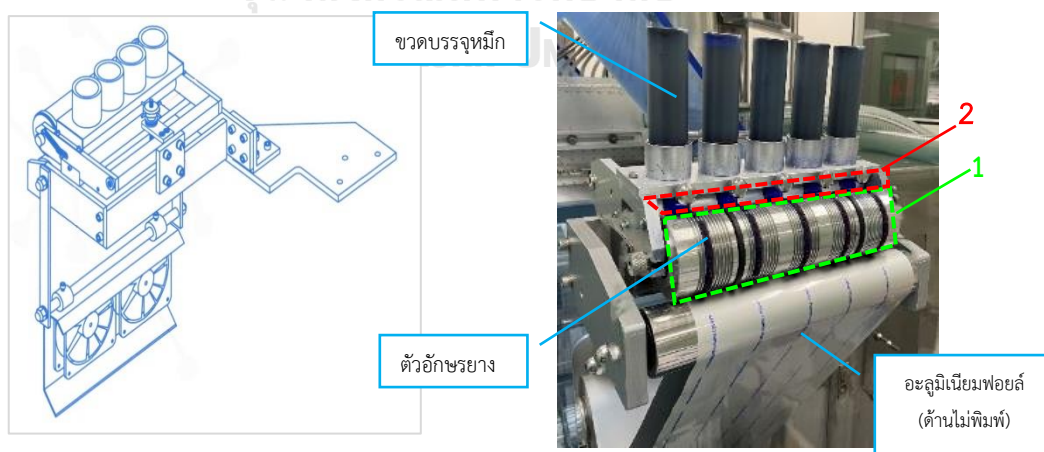 ขวดบรรจุหมึก
2
1
ตัวอักษรยาง
อะลูมิเนียมฟอยล์
(ด้านไม่พิมพ์)